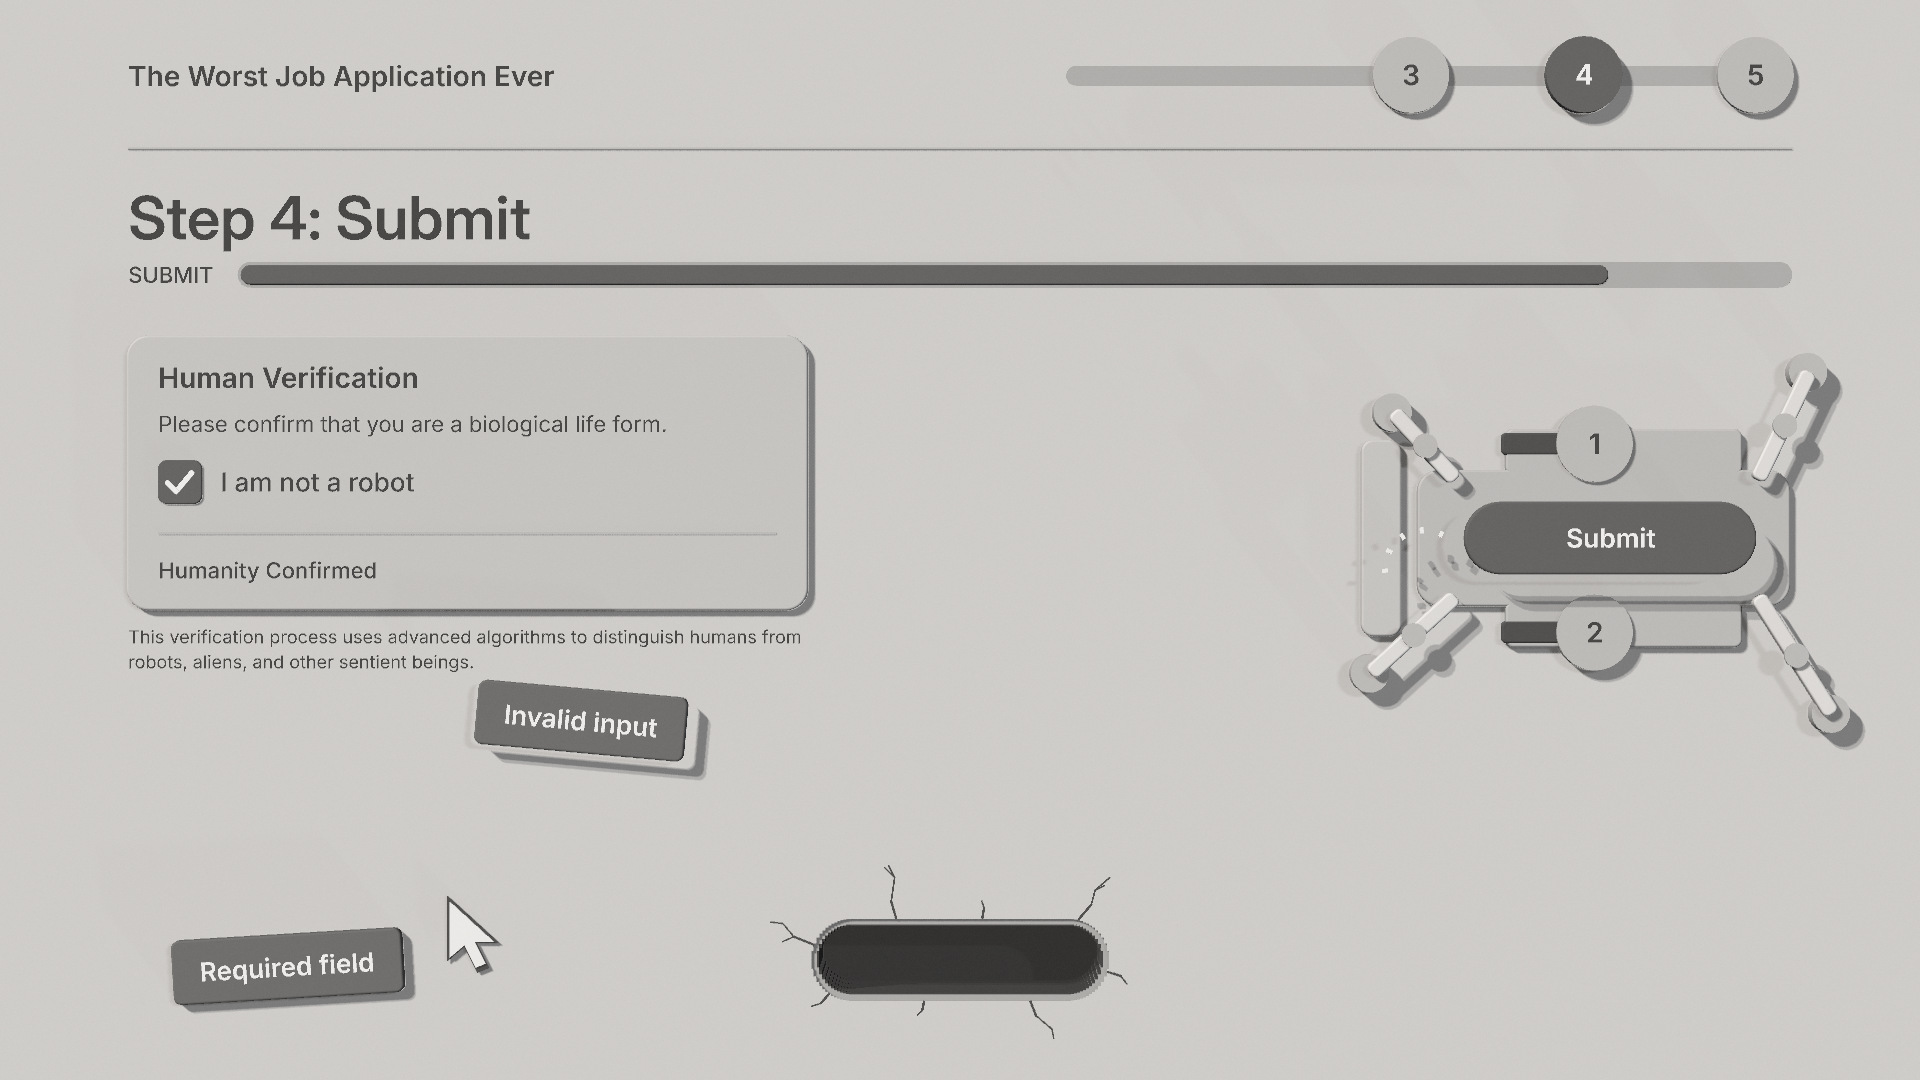 The Worst Job Application Ever
3
4
5
Step 4: Submit
SUBMIT
Human Verification
Please confirm that you are a biological life form.
I am not a robot
Humanity Confirmed
This verification process uses advanced algorithms to distinguish humans from
robots, aliens, and other sentient beings.
1
Submit
2
Invalid input
Required field